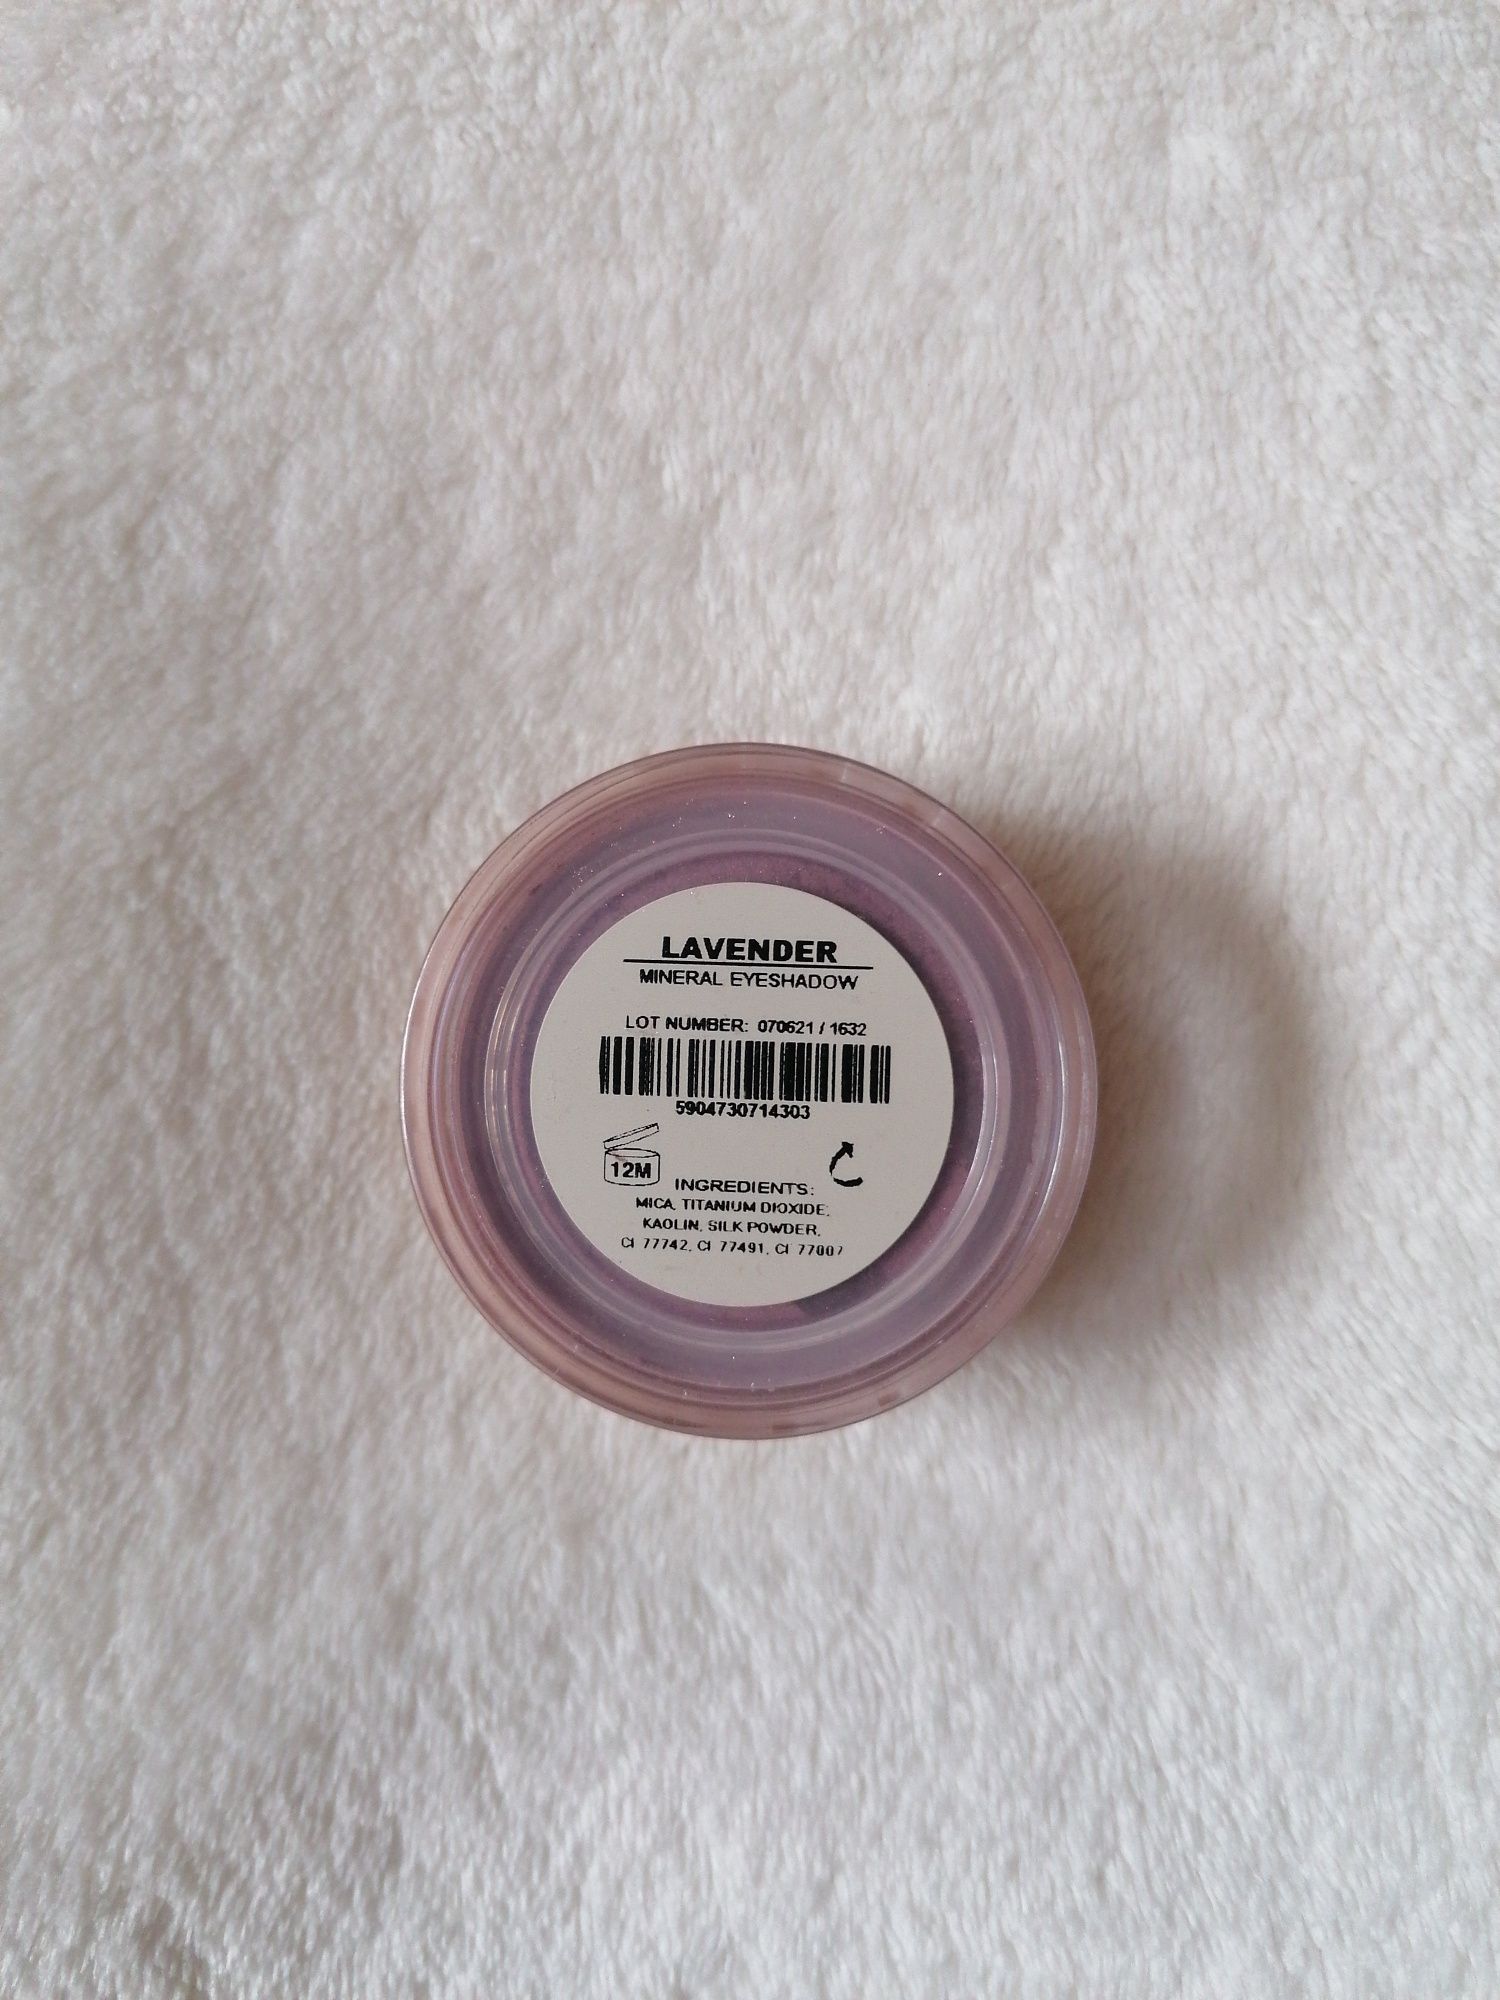 LAVENDER
MINERAL EYESHADOW
LOT NUMBER: 070621 / 1632
5904730714303
12M
INGREDIENTS:
MICA, TITANIUM DIOXIDE,
KAOLIN, SILK POWDER,
CI 77742, CI 77491, CI 77007